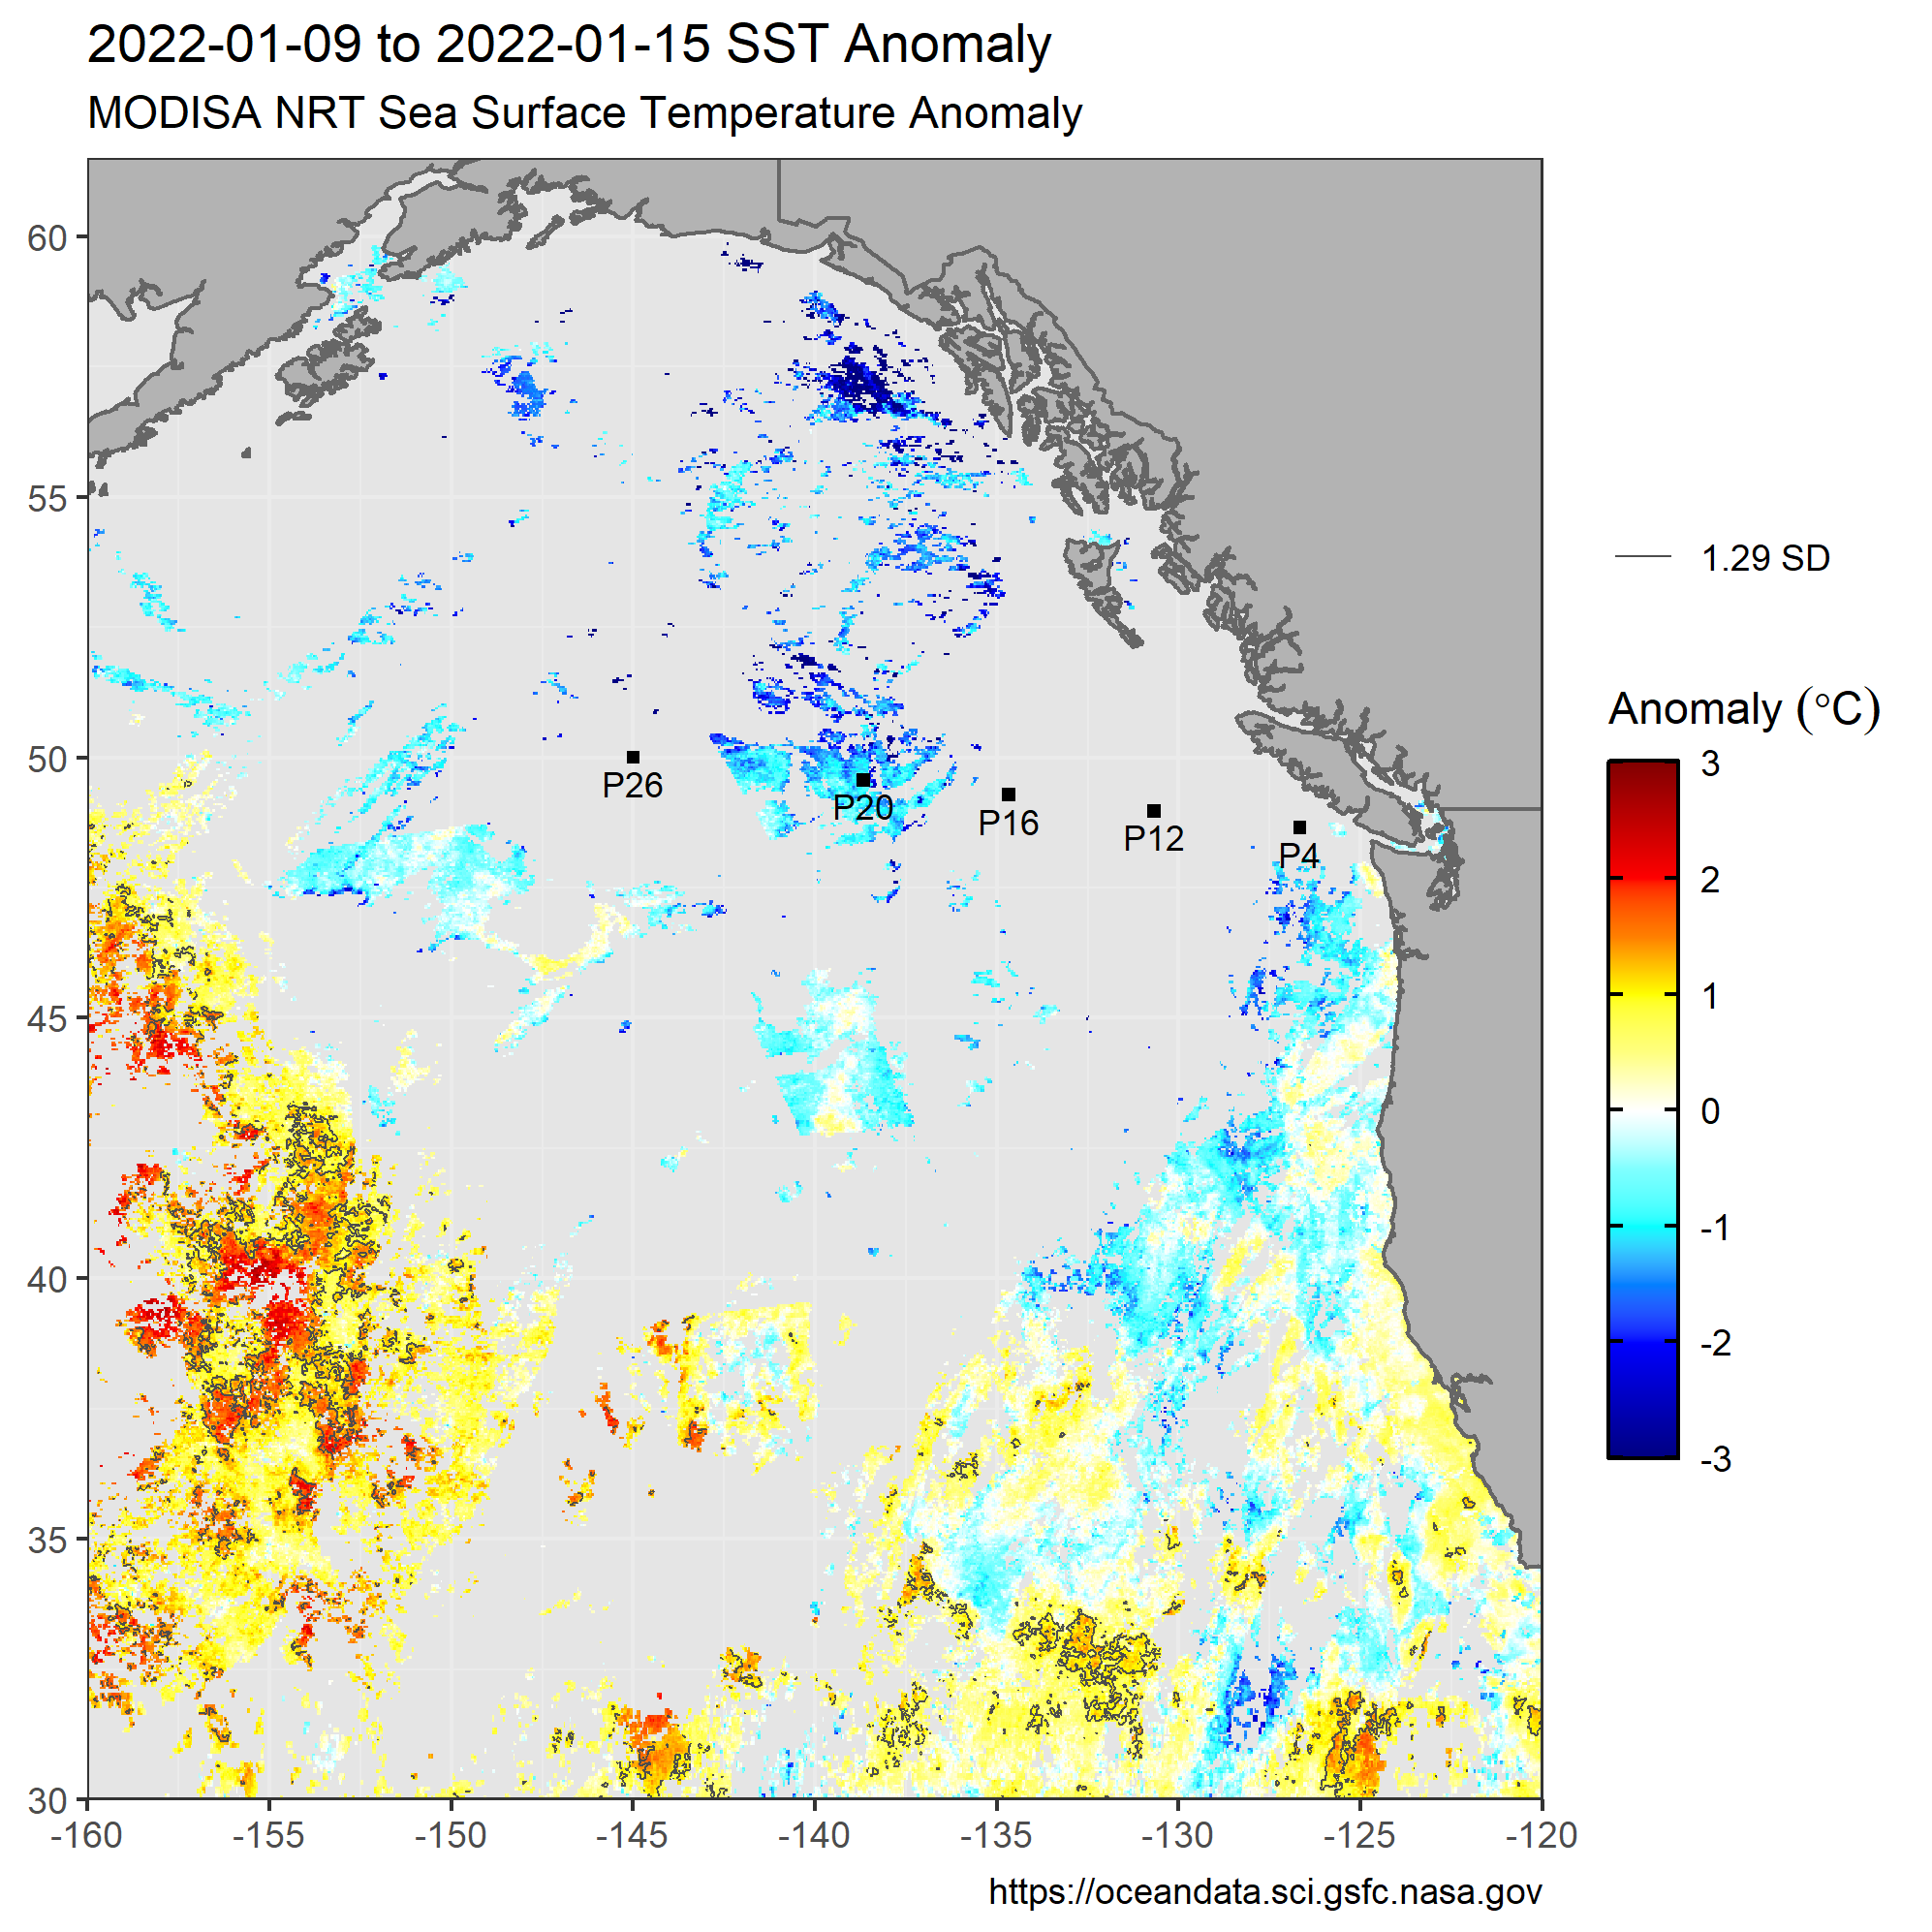 2022-01-09 to 2022-01-15 SST Anomaly
MODISA NRT Sea Surface Temperature Anomaly
60
55
50
45
40
35
30
-160
-155
-150
-145
-140
-135
-130
-125
-120
P26
P20
P16
P12
P4
1.29 SD
Anomaly (°C)
3
2
1
0
-1
-2
-3
https://oceandata.sci.gsfc.nasa.gov